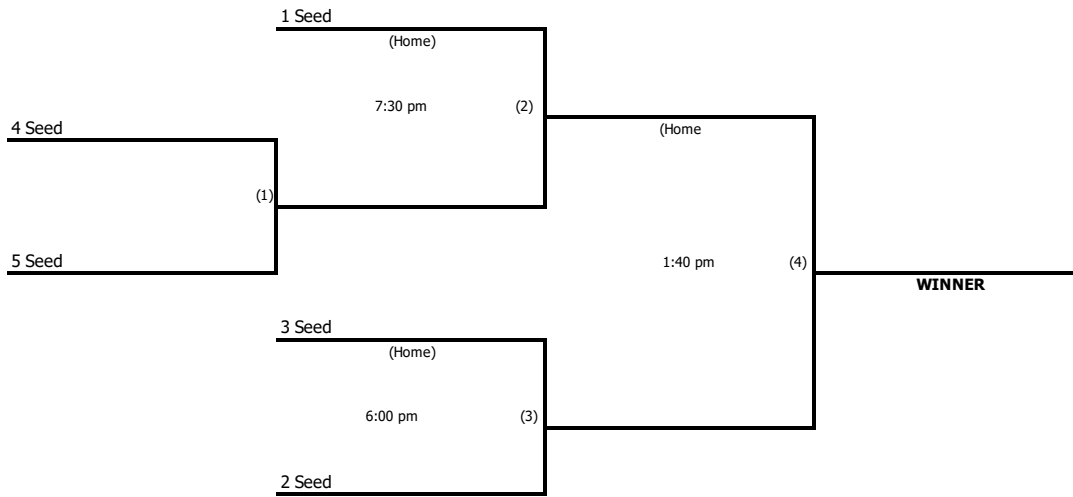 1 Seed
(Home)
7:30 pm (2)
4 Seed
(Home
(1)
5 Seed
1:40 pm (4)
WINNER
3 Seed
(Home)
6:00 pm (3)
2 Seed